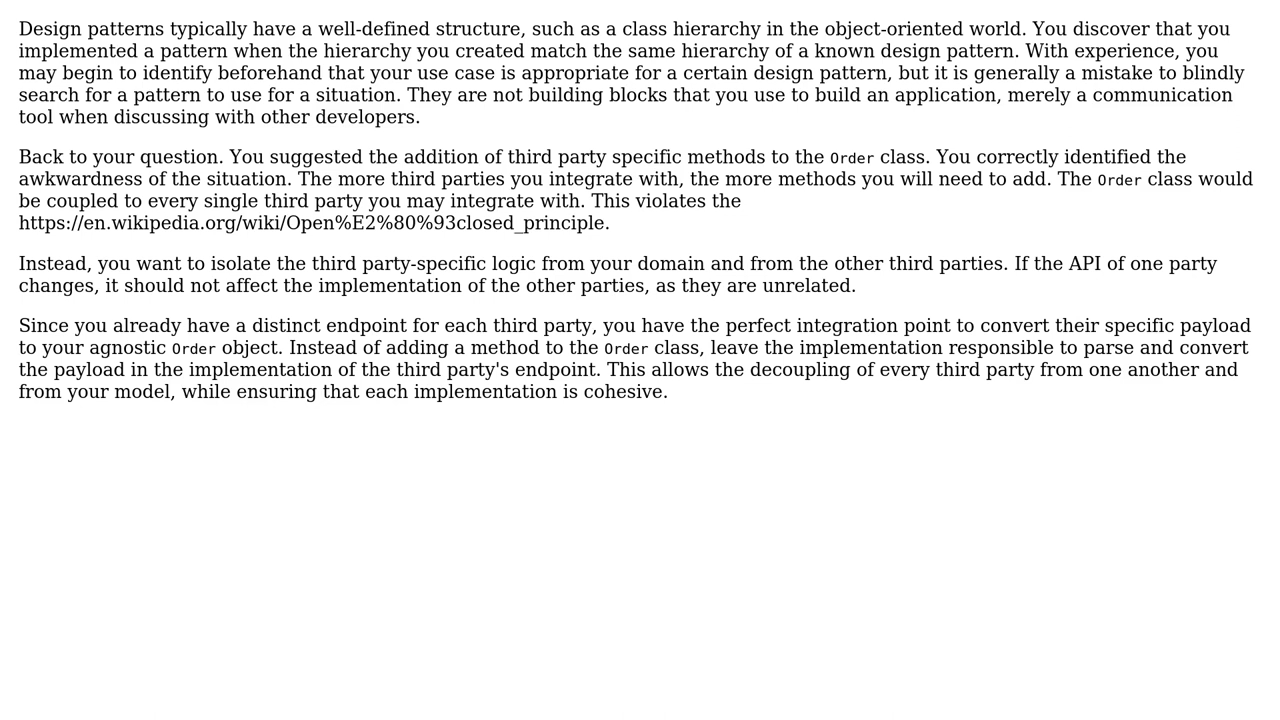 Design patterns typically have a well-defined structure, such as a class hierarchy in the object-oriented world. You discover that you
implemented a pattern when the hierarchy you created match the same hierarchy of a known design pattern. With experience, you
may begin to identify beforehand that your use case is appropriate for a certain design pattern, but it is generally a mistake to blindly
search for a pattern to use for a situation. They are not building blocks that you use to build an application, merely a communication
tool when discussing with other developers.
Back to your question. You suggested the addition of third party specific methods to the Order class. You correctly identified the
awkwardness of the situation. The more third parties you integrate with, the more methods you will need to add. The Order class would
be coupled to every single third party you may integrate with. This violates the
https://en.wikipedia.org/wiki/Open%E2%80%93closed_principle.
Instead, you want to isolate the third party-specific logic from your domain and from the other third parties. If the API of one party
changes, it should not affect the implementation of the other parties, as they are unrelated.
Since you already have a distinct endpoint for each third party, you have the perfect integration point to convert their specific payload
to your agnostic Order object. Instead of adding a method to the Order class, leave the implementation responsible to parse and convert
the payload in the implementation of the third party's endpoint. This allows the decoupling of every third party from one another and
from your model, while ensuring that each implementation is cohesive.